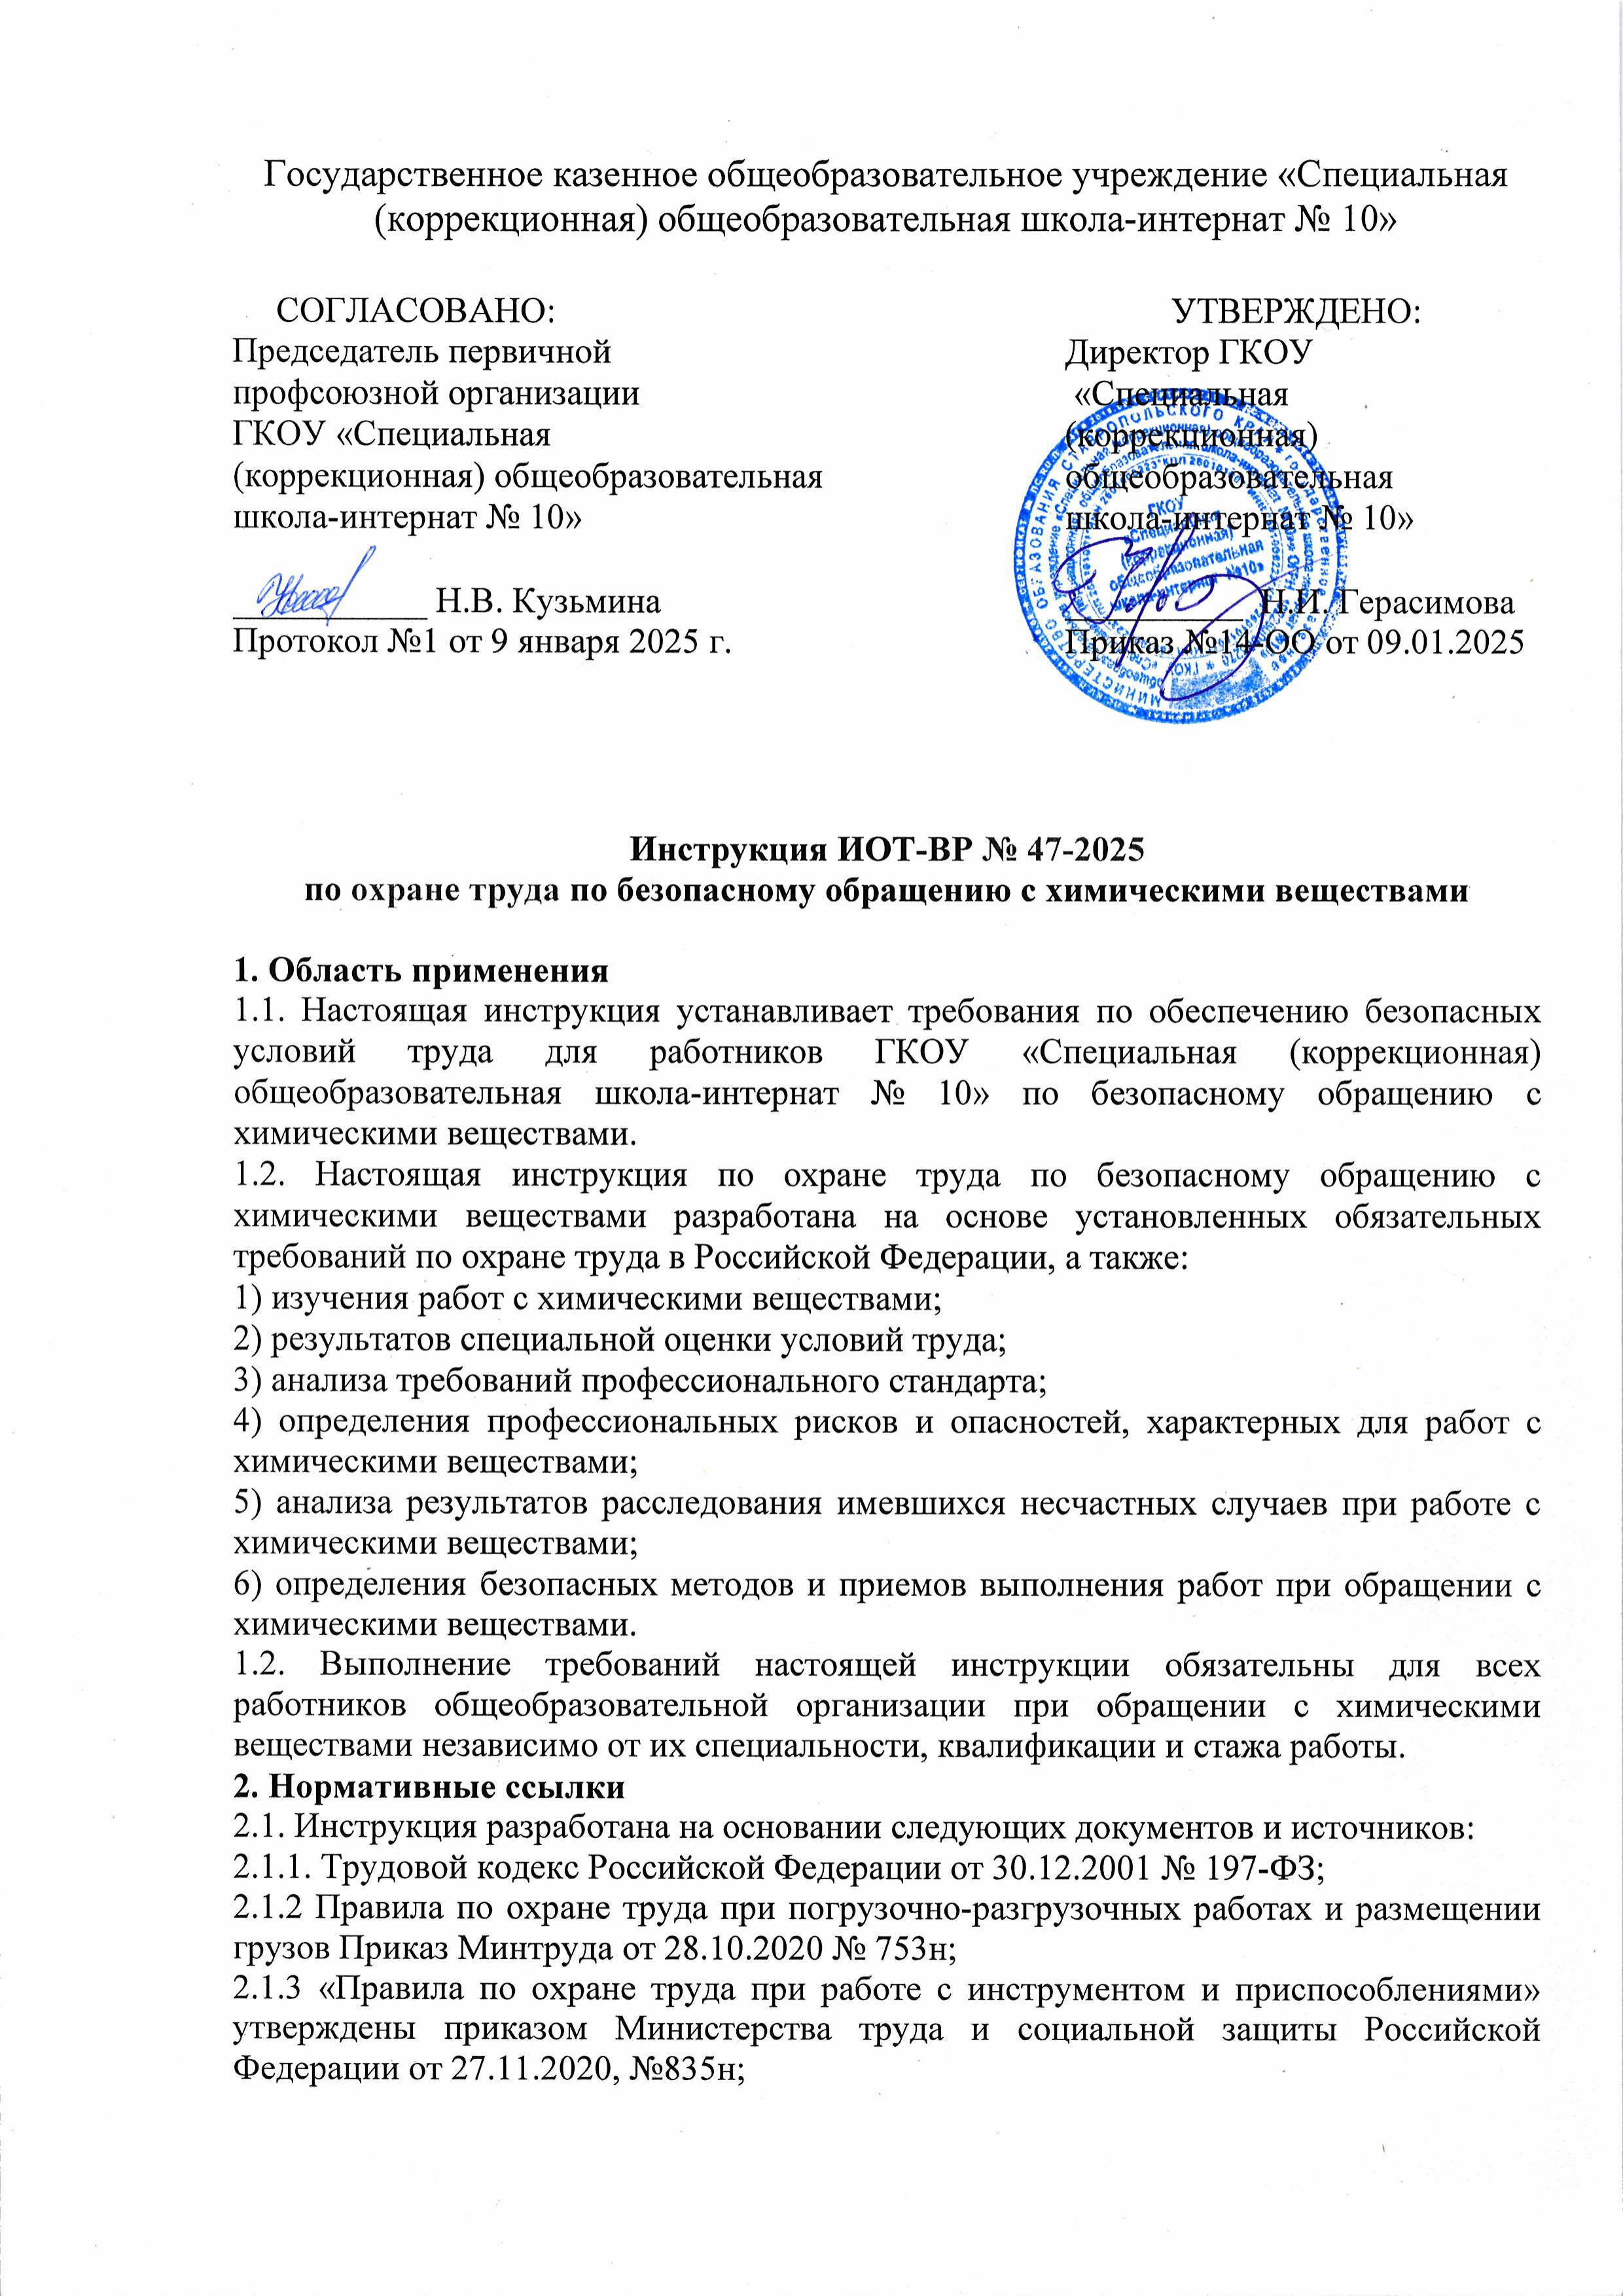 Государственное казенное общеобразовательное учреждение «Специальная
(коррекционная) общеобразовательная школа-интернат № 10»
СОГЛАСОВАНО:
Председатель первичной
профсоюзной организации
ГКОУ «Специальная
(коррекционная) общеобразовательная
школа-интернат № 10»
Н.В. Кузьмина
Протокол №1 от 9 января 2025 г.
УТВЕРЖДЕНО:
Директор ГКОУ
«Специальная
(коррекционная)
общеобразовательная
школа-интернат № 10»
Н.И. Герасимова
Приказ №14-ОО от 09.01.2025
ГКОУ
«Специальная
(коррекционная)
общеобразовательная
школа-интернат №10»
Инструкция ИОТ-ВР № 47-2025
по охране труда по безопасному обращению с химическими веществами
1. Область применения
1.1. Настоящая инструкция устанавливает требования по обеспечению безопасных
условий труда для работников ГКОУ «Специальная (коррекционная)
общеобразовательная школа-интернат № 10» по безопасному обращению с
химическими веществами.
1.2. Настоящая инструкция по охране труда по безопасному обращению с
химическими веществами разработана на основе установленных обязательных
требований по охране труда в Российской Федерации, а также:
1) изучения работ с химическими веществами;
2) результатов специальной оценки условий труда;
3) анализа требований профессионального стандарта;
4) определения профессиональных рисков и опасностей, характерных для работ с
химическими веществами;
5) анализа результатов расследования имевшихся несчастных случаев при работе с
химическими веществами;
6) определения безопасных методов и приемов выполнения работ при обращении с
химическими веществами.
1.2. Выполнение требований настоящей инструкции обязательны для всех
работников общеобразовательной организации при обращении с химическими
веществами независимо от их специальности, квалификации и стажа работы.
2. Нормативные ссылки
2.1. Инструкция разработана на основании следующих документов и источников:
2.1.1. Трудовой кодекс Российской Федерации от 30.12.2001 № 197-ФЗ;
2.1.2 Правила по охране труда при погрузочно-разгрузочных работах и размещении
грузов Приказ Минтруда от 28.10.2020 № 753н;
2.1.3 «Правила по охране труда при работе с инструментом и приспособлениями»
утверждены приказом Министерства труда и социальной защиты Российской
Федерации от 27.11.2020, №835н;